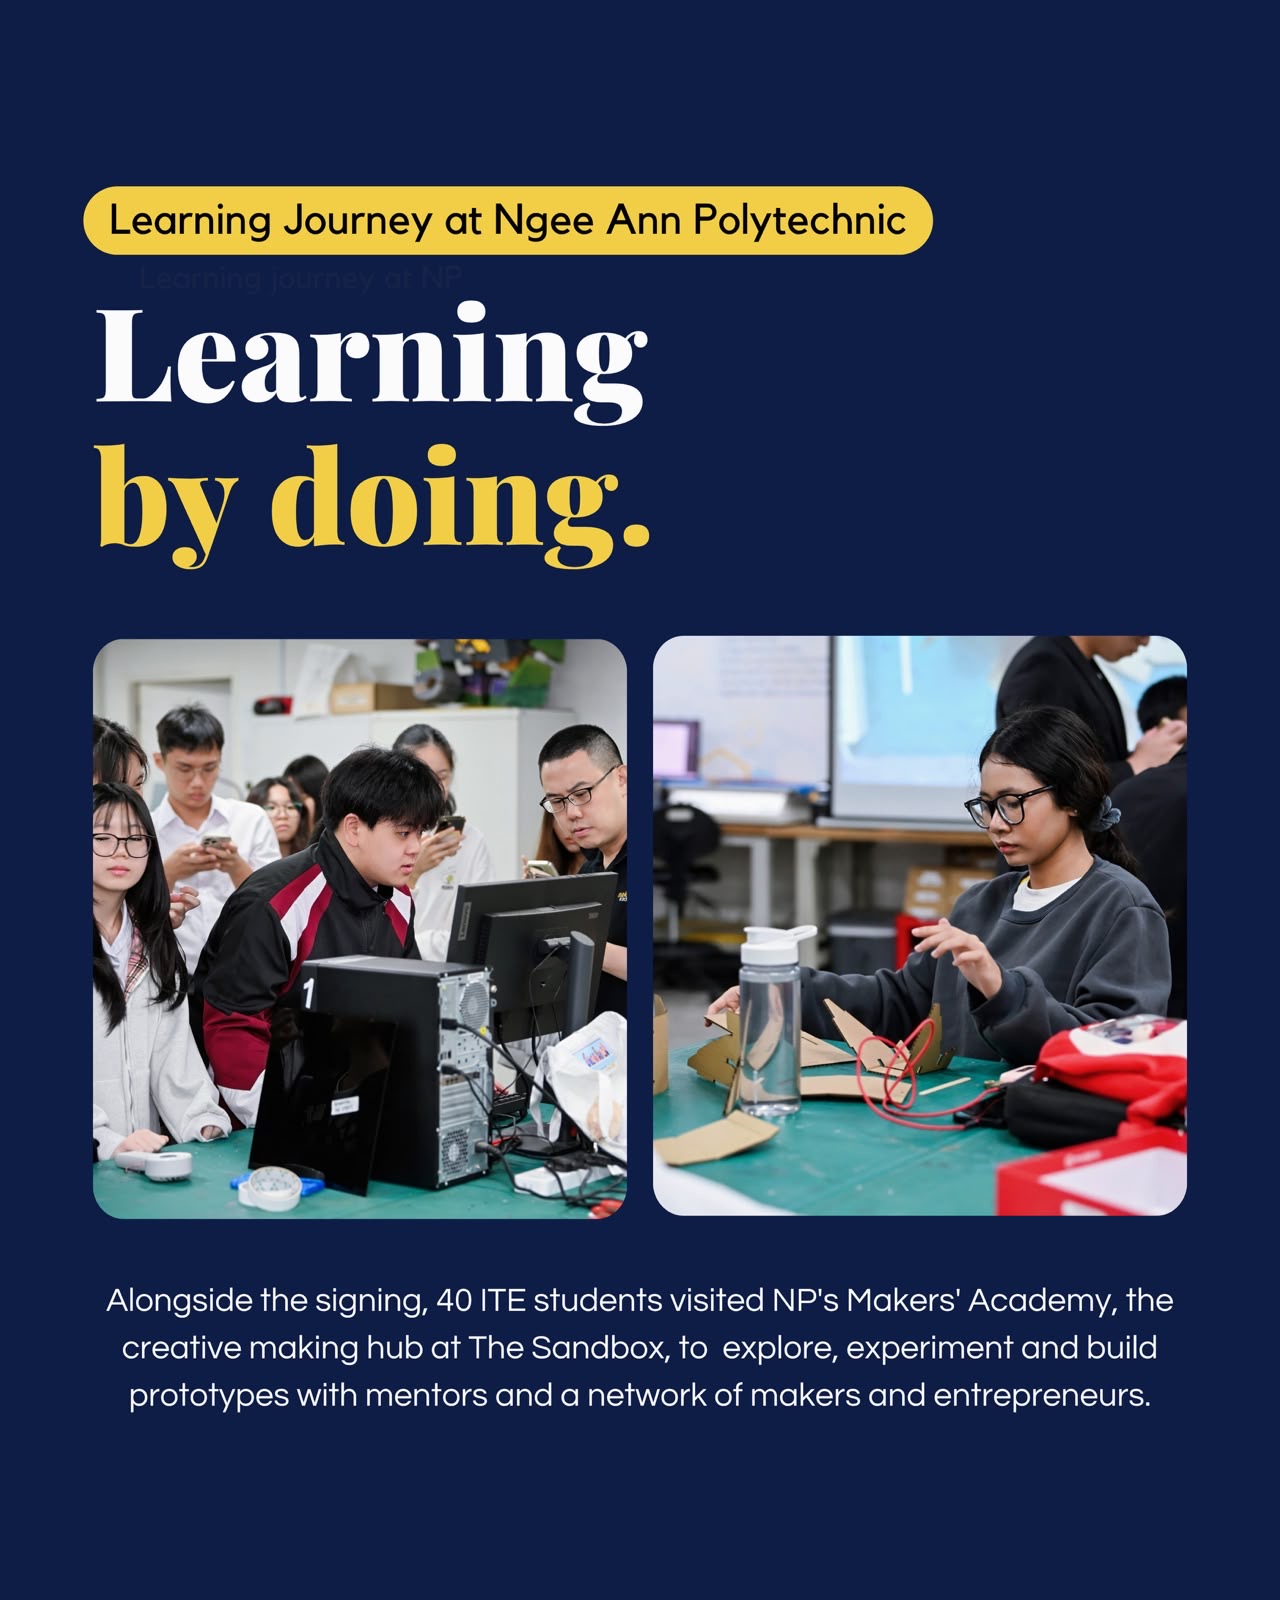 Learning Journey at Ngee Ann Polytechnic
Learning journey at NP
Learning
by doing.
1
Alongside the signing, 40 ITE students visited NP's Makers' Academy, the
creative making hub at The Sandbox, to  explore, experiment and build
prototypes with mentors and a network of makers and entrepreneurs.